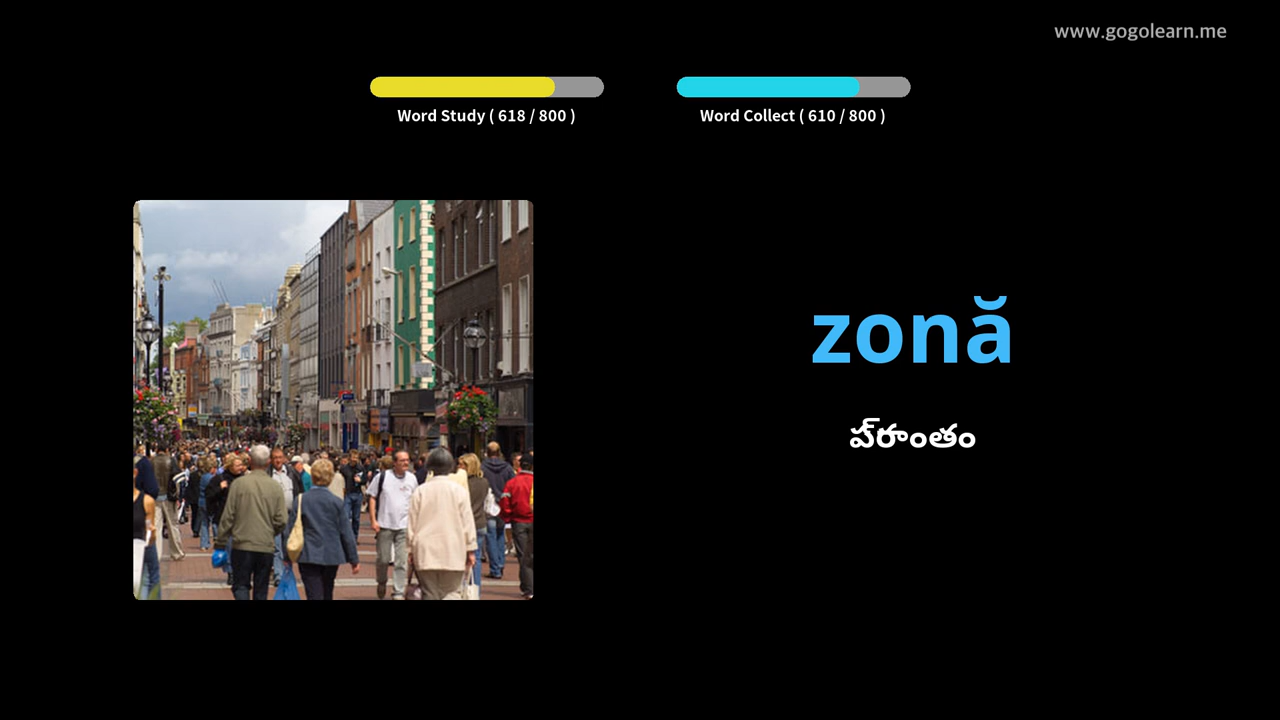 www.gogolearn.me
Word Study ( 618 / 800 )
Word Collect ( 610 / 800 )
zonă
ప్రాంతం